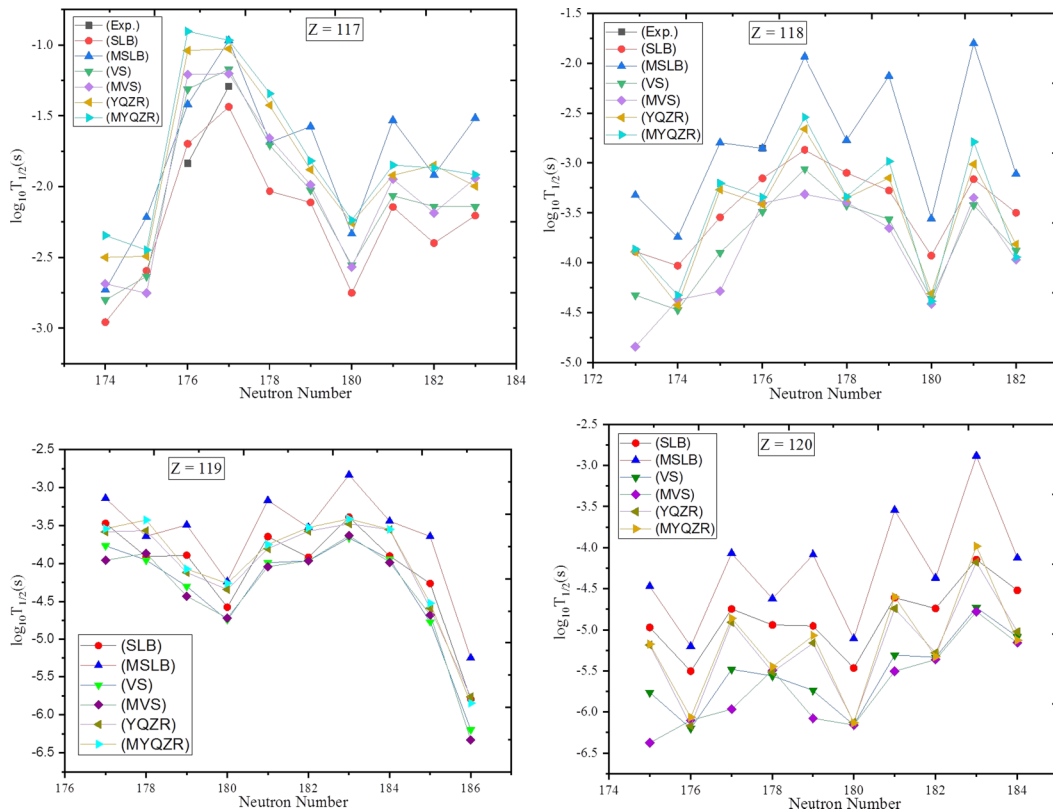 Z = 117
(Exp.)
(SLB)
(MSLB)
(VS)
(MVS)
(YQZR)
(MYQZR)
-1.0
-1.5
-2.0
-2.5
-3.0
log10T1/2(s)
174 176 178 180 182 184
Neutron Number
Z = 118
(Exp.)
(SLB)
(MSLB)
(VS)
(MVS)
(YQZR)
(MYQZR)
-1.5
-2.0
-2.5
-3.0
-3.5
-4.0
-4.5
-5.0
log10T1/2(s)
172 174 176 178 180 182
Neutron Number
Z = 119
-2.5
-3.0
-3.5
-4.0
-4.5
-5.0
-5.5
-6.0
-6.5
log10T1/2(s)
(SLB)
(MSLB)
(VS)
(MVS)
(YQZR)
(MYQZR)
176 178 180 182 184 186
Neutron Number
Z = 120
(SLB)
(MSLB)
(VS)
(MVS)
(YQZR)
(MYQZR)
-2.5
-3.0
-3.5
-4.0
-4.5
-5.0
-5.5
-6.0
-6.5
log10T1/2(s)
174 176 178 180 182 184
Neutron Number